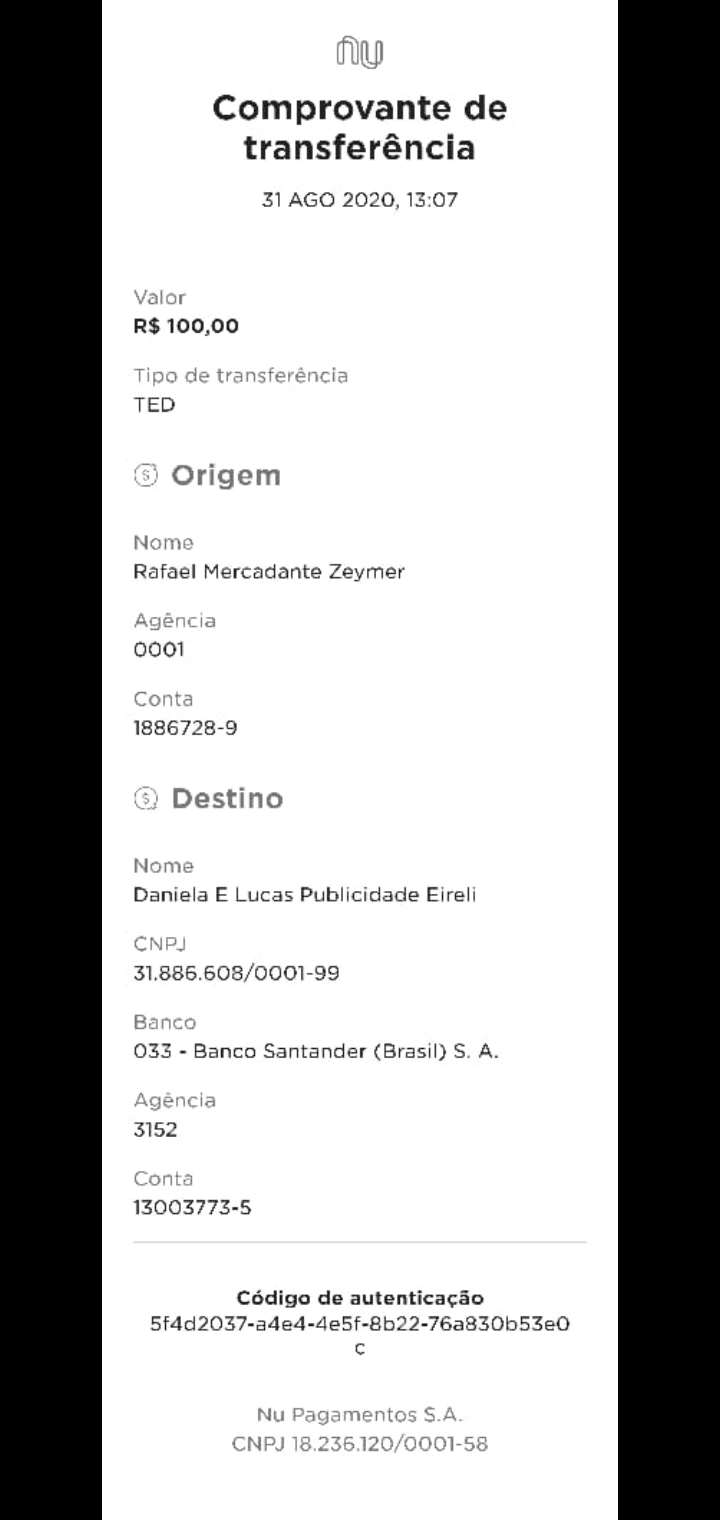 nu
Comprovante de
transferência
31 AGO 2020, 13:07
Valor
R$ 100,00
Tipo de transferência
TED
Origem
Nome
Rafael Mercadante Zeymer
Agência
0001
Conta
1886728-9
Destino
Nome
Daniela E Lucas Publicidade Eireli
CNPJ
31.886.608/0001-99
Banco
033 - Banco Santander (Brasil) S. A.
Agência
3152
Conta
13003773-5
Código de autenticação
5f4d2037-a4e4-4e5f-8b22-76a830b53e0
c
Nu Pagamentos S.A.
CNPJ 18.236.120/0001-58